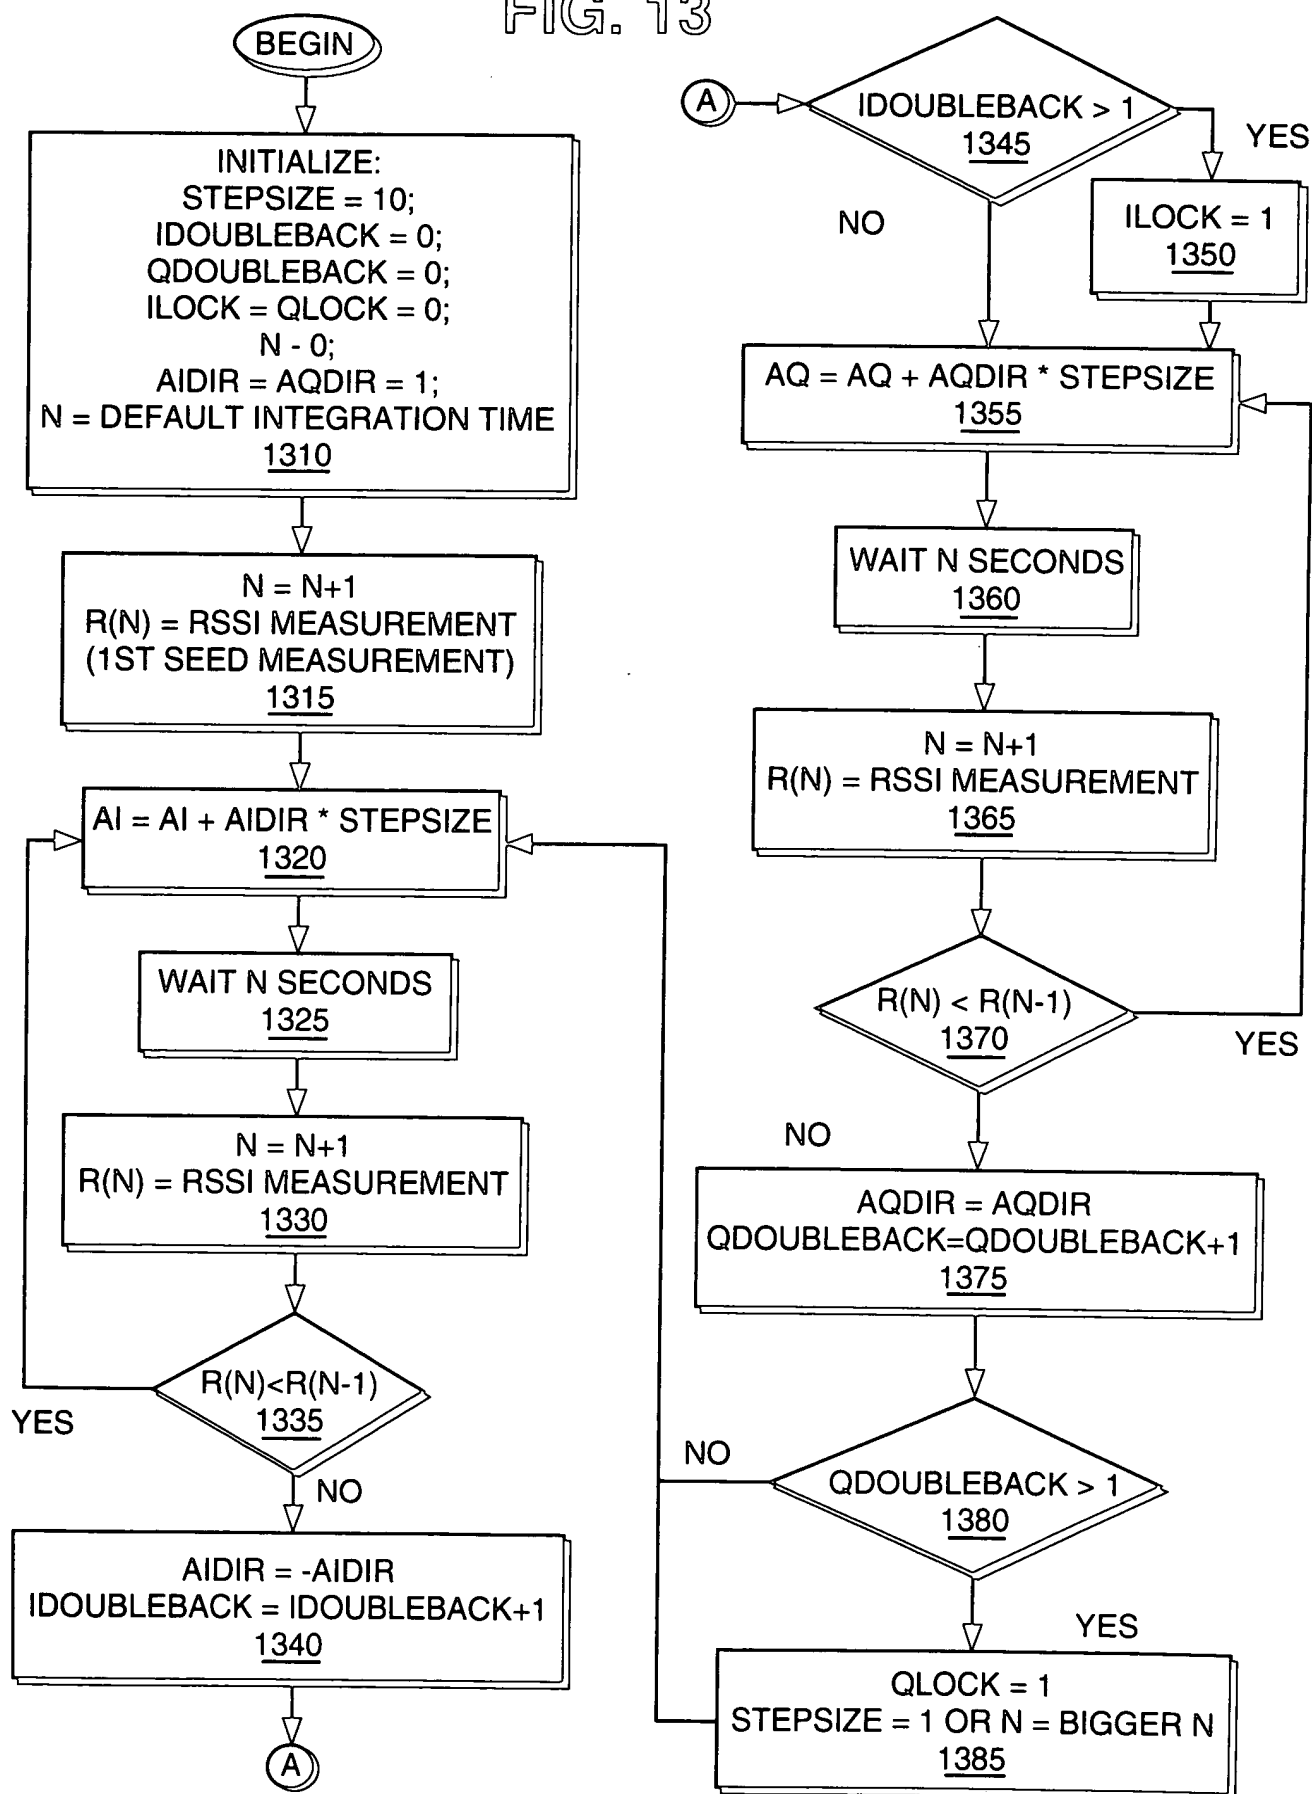 FIG. 13
BEGIN
INITIALIZE:
STEPSIZE = 10;
IDOUBLEBACK = 0;
QDOUBLEBACK = 0;
ILOCK = QLOCK = 0;
N - 0;
AIDIR = AQDIR = 1;
N = DEFAULT INTEGRATION TIME
1310
N = N+1
R(N) = RSSI MEASUREMENT
(1ST SEED MEASUREMENT)
1315
AI = AI + AIDIR * STEPSIZE
1320
WAIT N SECONDS
1325
N = N+1
R(N) = RSSI MEASUREMENT
1330
R(N)<R(N-1)
1335
YES
NO
AIDIR = -AIDIR
IDOUBLEBACK = IDOUBLEBACK+1
1340
A
A
IDOUBLEBACK > 1
1345
YES
NO
ILOCK = 1
1350
AQ = AQ + AQDIR * STEPSIZE
1355
WAIT N SECONDS
1360
N = N+1
R(N) = RSSI MEASUREMENT
1365
R(N) < R(N-1)
1370
YES
NO
AQDIR = AQDIR
QDOUBLEBACK=QDOUBLEBACK+1
1375
NO
QDOUBLEBACK > 1
1380
YES
QLOCK = 1
STEPSIZE = 1 OR N = BIGGER N
1385